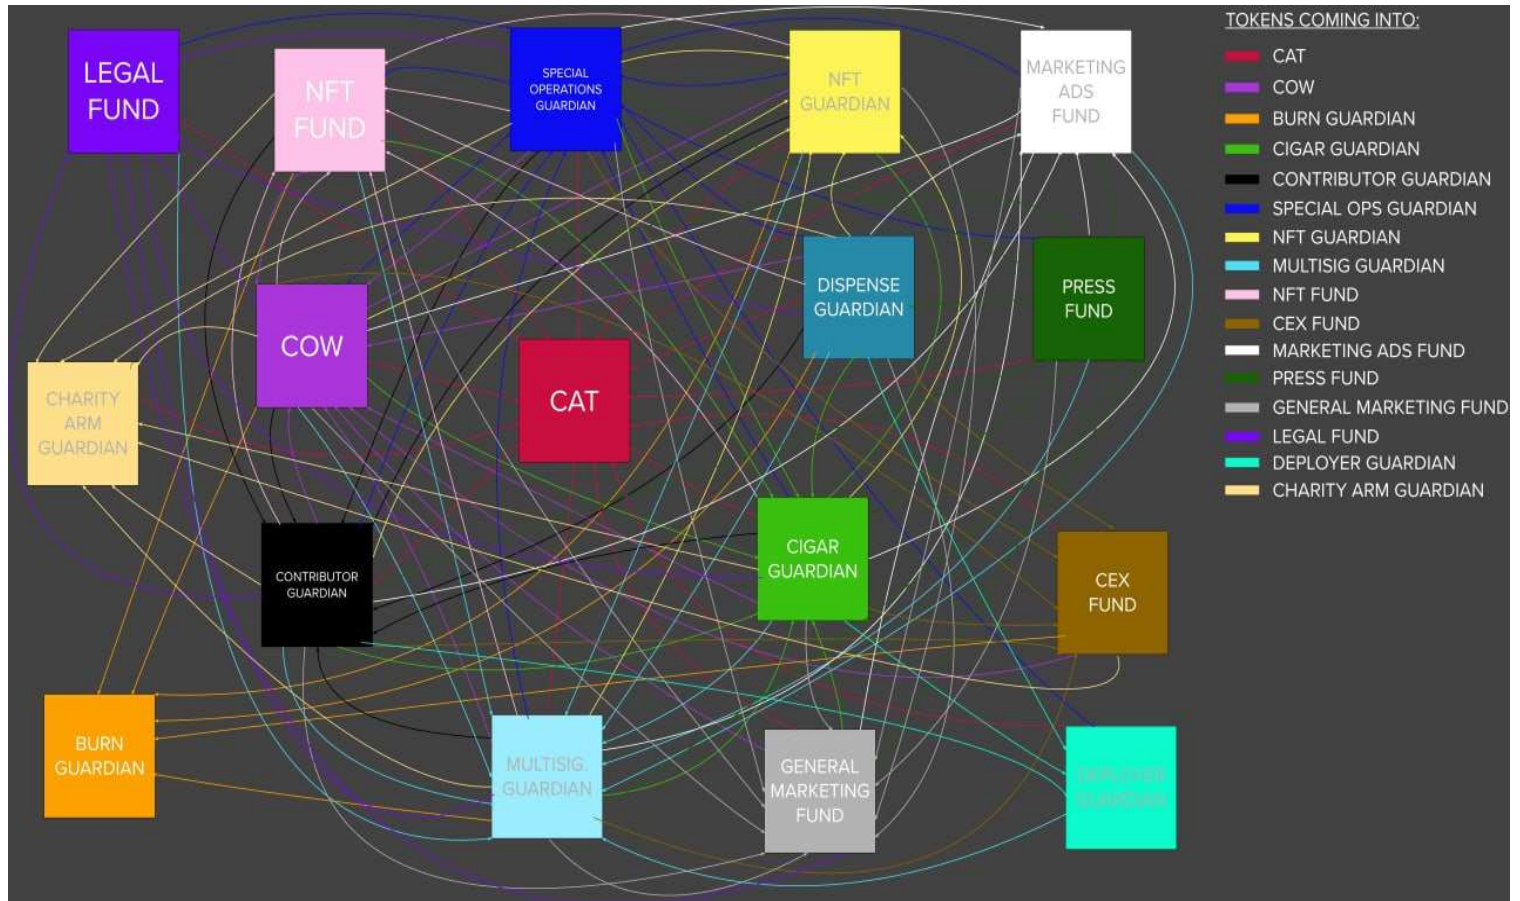 TOKENS COMING INTO:
CAT
COW
BURN GUARDIAN
CIGAR GUARDIAN
CONTRIBUTOR GUARDIAN
SPECIAL OPS GUARDIAN
NFT GUARDIAN
MULTISIG GUARDIAN
NFT FUND
CEX FUND
MARKETING ADS FUND
PRESS FUND
GENERAL MARKETING FUND
LEGAL FUND
DEPLOYER GUARDIAN
CHARITY ARM GUARDIAN
LEGAL
FUND
NFT
FUND
SPECIAL
OPERATIONS
GUARDIAN
NFT
GUARDIAN
MARKETING
ADS
FUND
DISPENSE
GUARDIAN
PRESS
FUND
COW
CAT
CHARITY
ARM
GUARDIAN
CONTRIBUTOR
GUARDIAN
CIGAR
GUARDIAN
CEX
FUND
BURN
GUARDIAN
MULTISIG.
GUARDIAN
GENERAL
MARKETING
FUND
DEPLOYER
GUARDIAN